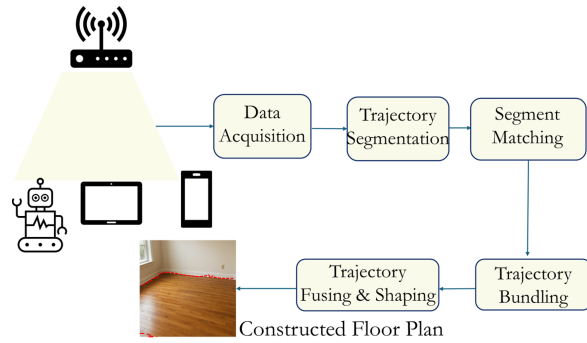 Data
Acquisition
Trajectory
Segmentation
Segment
Matching
Trajectory
Bundling
Trajectory
Fusing & Shaping
Constructed Floor Plan